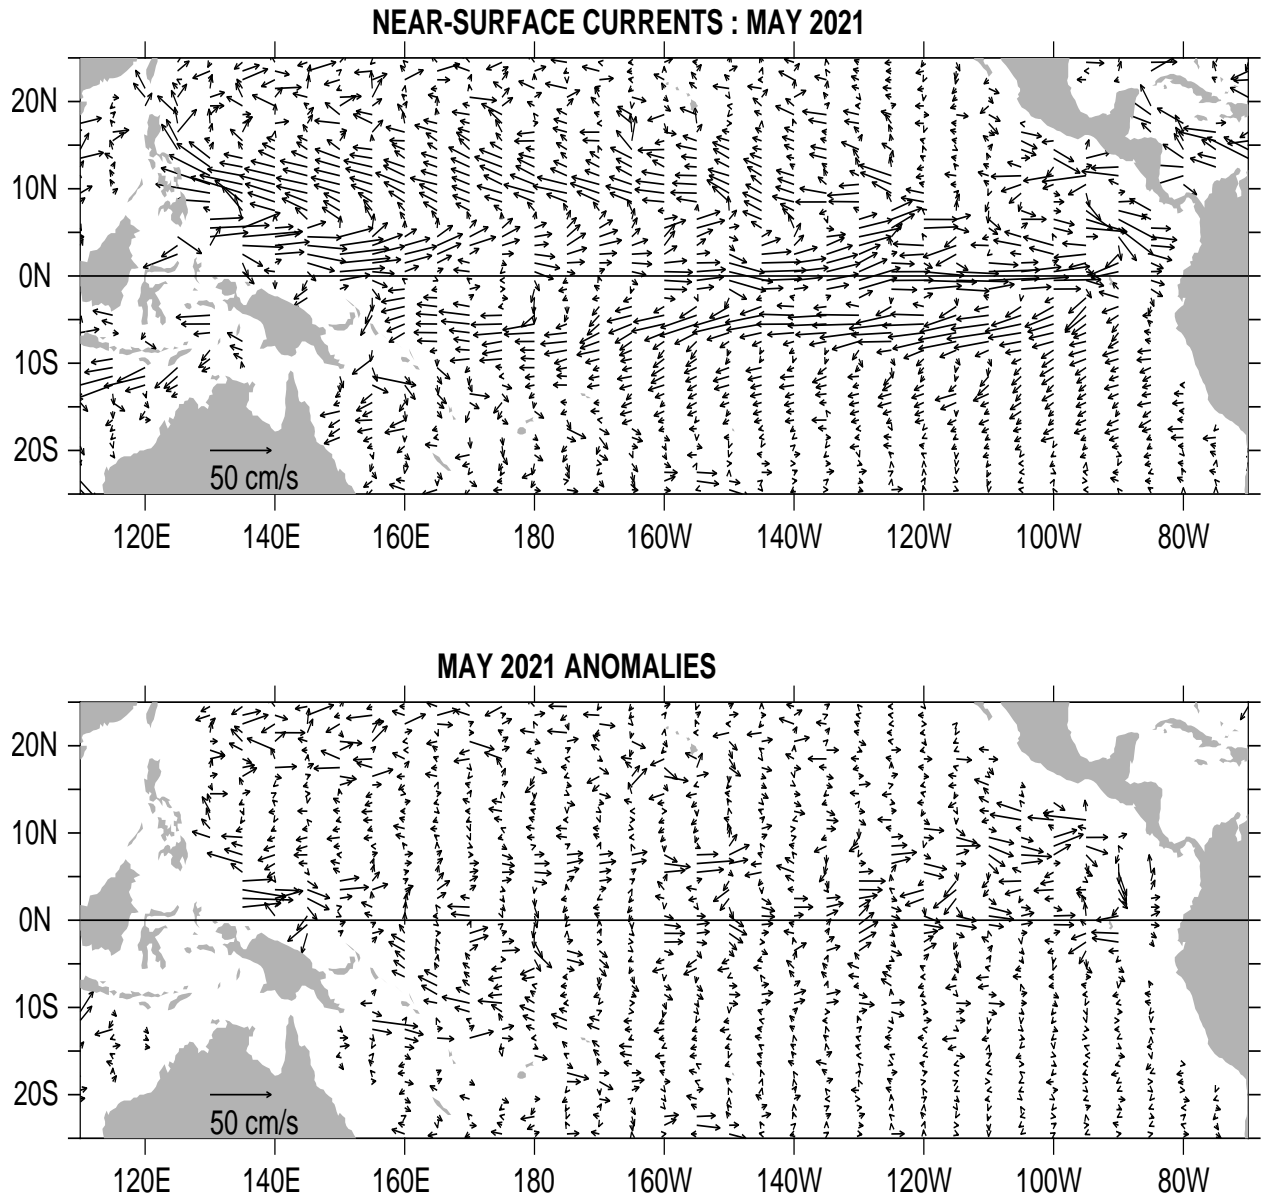 NEAR-SURFACE CURRENTS : MAY 2021
20N
10N
0N
10S
20S
50 cm/s
120E 140E 160E 180 160W 140W 120W 100W 80W
MAY 2021 ANOMALIES
20N
10N
0N
10S
20S
50 cm/s
120E 140E 160E 180 160W 140W 120W 100W 80W